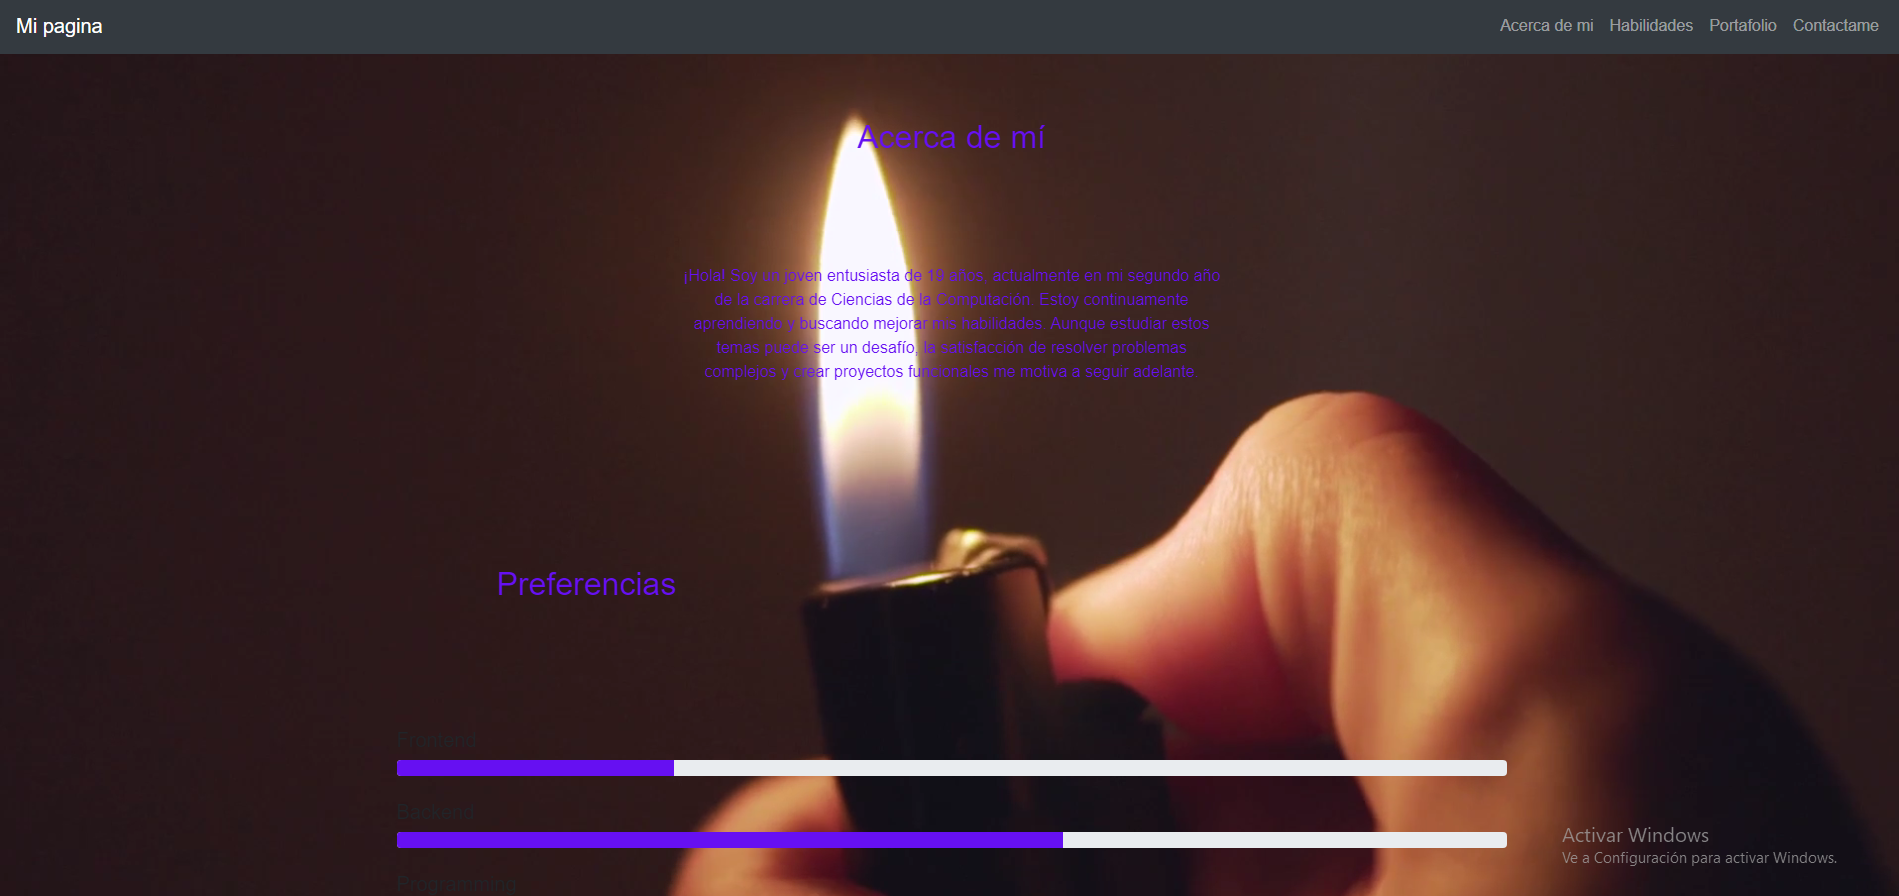 Mi pagina
Acerca de mi Habilidades Portafolio Contactame
Acerca de mí
¡Hola! Soy un joven entusiasta de 19 años, actualmente en mi segundo año
de la carrera de Ciencias de la Computación. Estoy continuamente
aprendiendo y buscando mejorar mis habilidades. Aunque estudiar estos
temas puede ser un desafío, la satisfacción de resolver problemas
complejos y crear proyectos funcionales me motiva a seguir adelante.
Preferencias
Frontend
Backend
Programming
Activar Windows
Ve a Configuración para activar Windows.